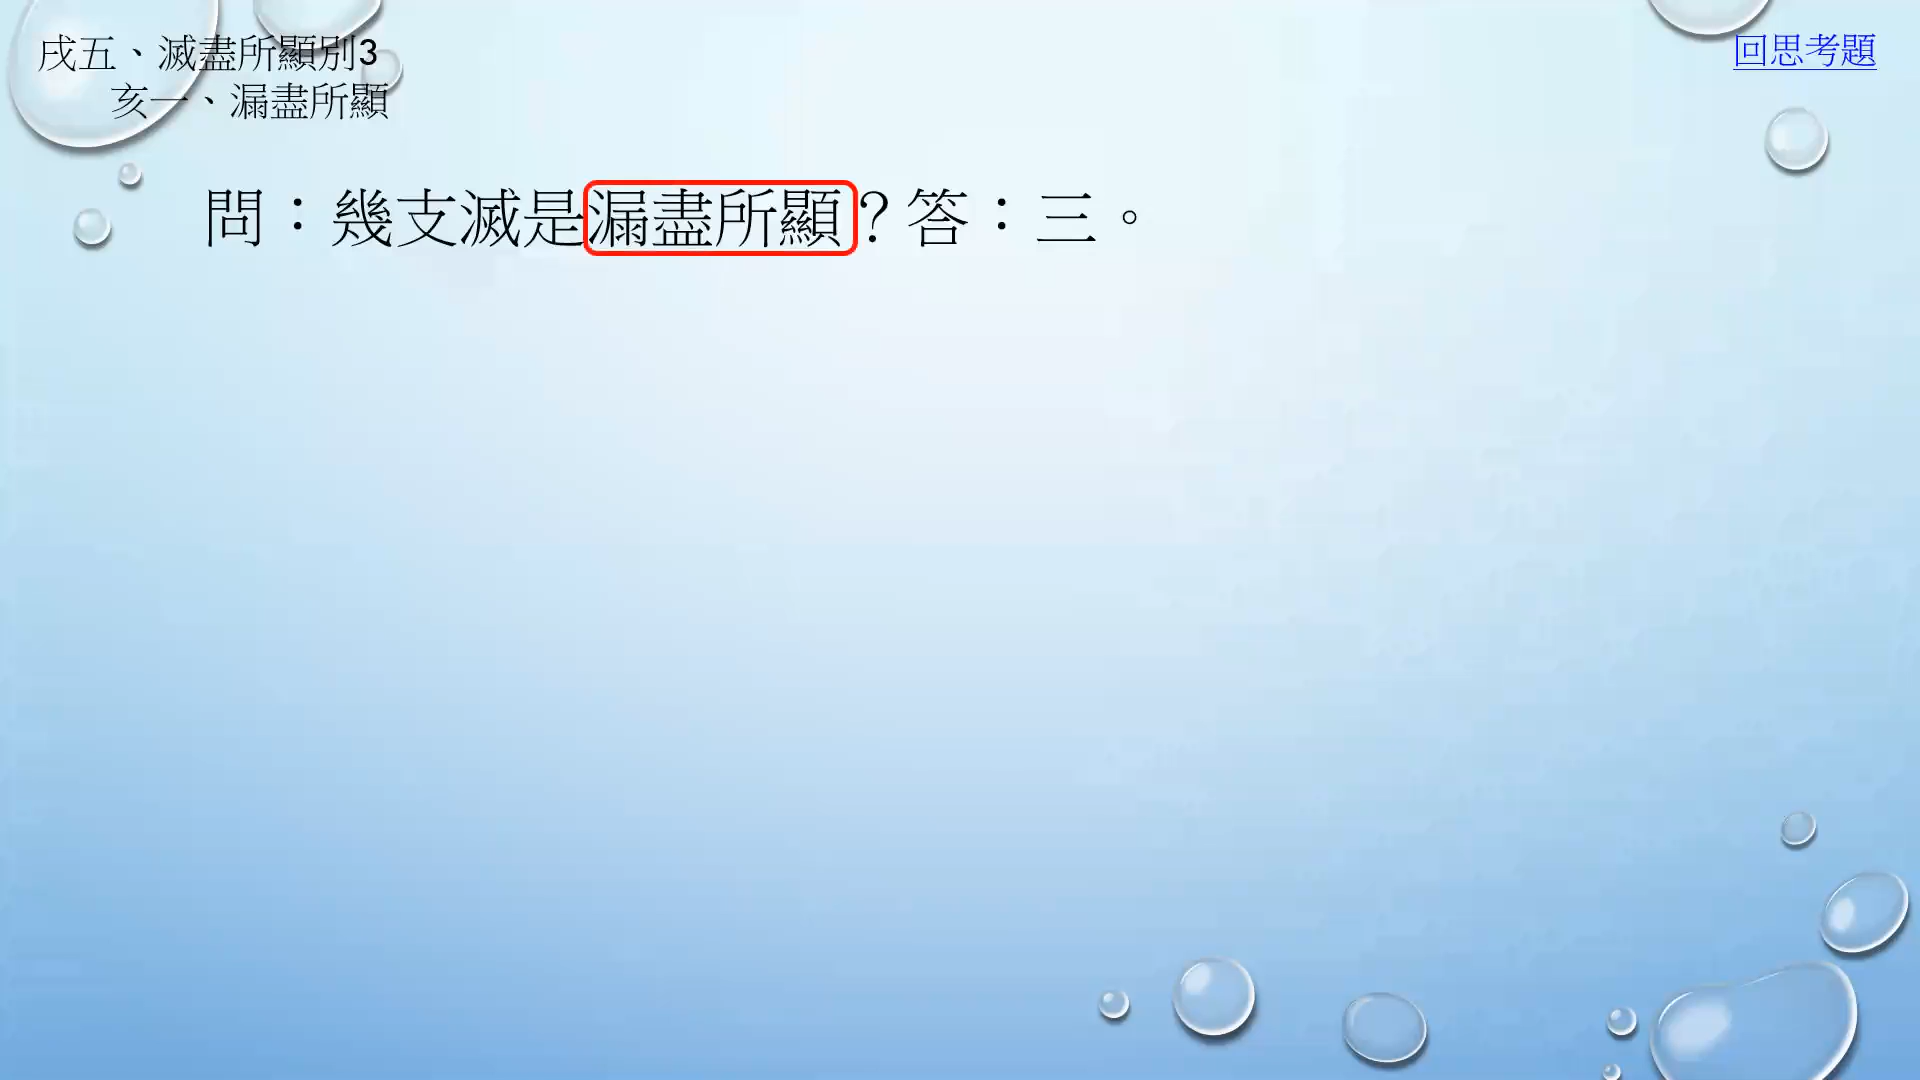 戌五、滅盡所顯別3
亥一、漏盡所顯
回思考題
問：幾支滅是漏盡所顯？答：三。